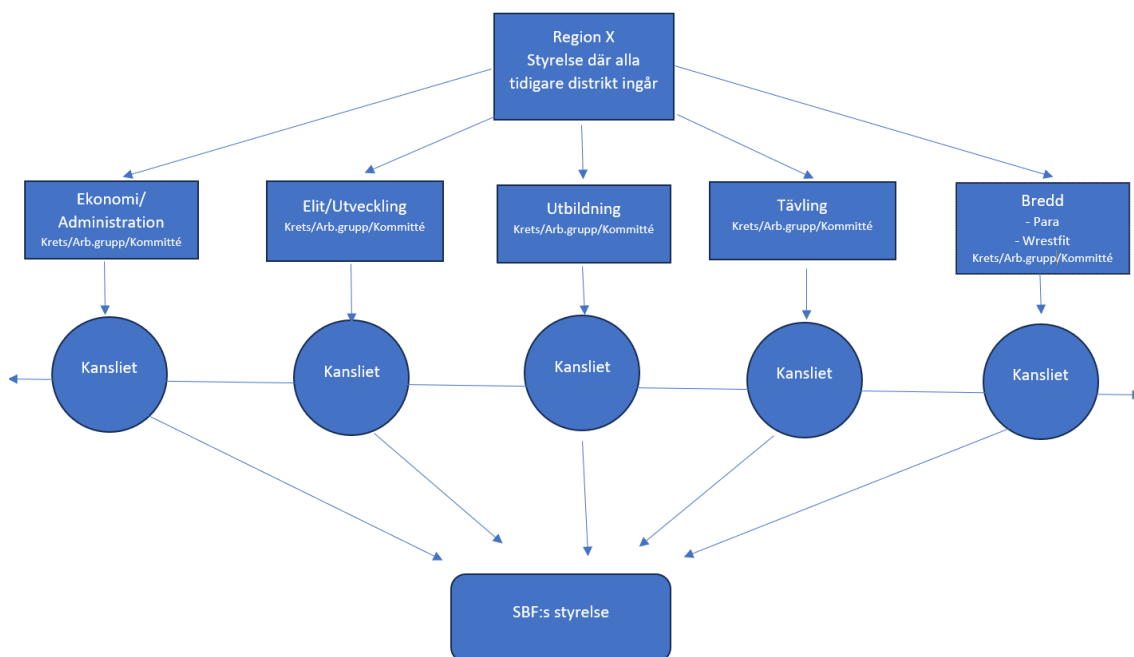 Region X
Styrelse där alla
tidigare distrikt ingår
Ekonomi/
Administration
Krets/Arb.grupp/Kommitté
Elit/Utveckling
Krets/Arb.grupp/Kommitté
Utbildning
Krets/Arb.grupp/Kommitté
Tävling
Krets/Arb.grupp/Kommitté
Bredd
- Para
- Wrestfit
Krets/Arb.grupp/Kommitté
Kansliet
Kansliet
Kansliet
Kansliet
Kansliet
SBF:s styrelse